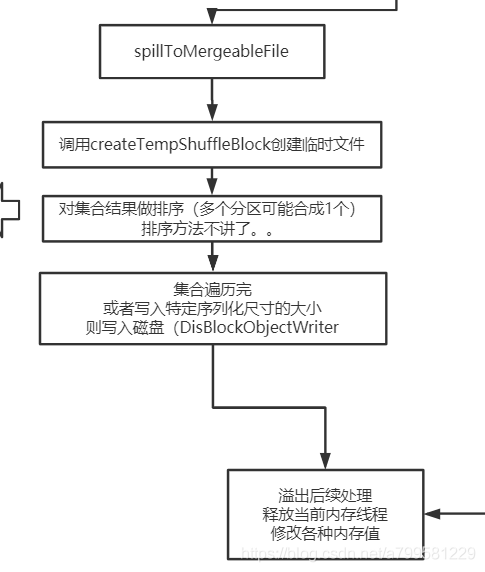 spillToMergeableFile
调用createTempShuffleBlock创建临时文件
对集合结果做排序（多个分区可能合成1个）
排序方法不讲了。。
集合遍历完
或者写入特定序列化尺寸的大小
则写入磁盘（DisBlockObjectWriter
溢出后续处理
释放当前内存线程
修改各种内存值
https://blog.csdn.net/a799581229